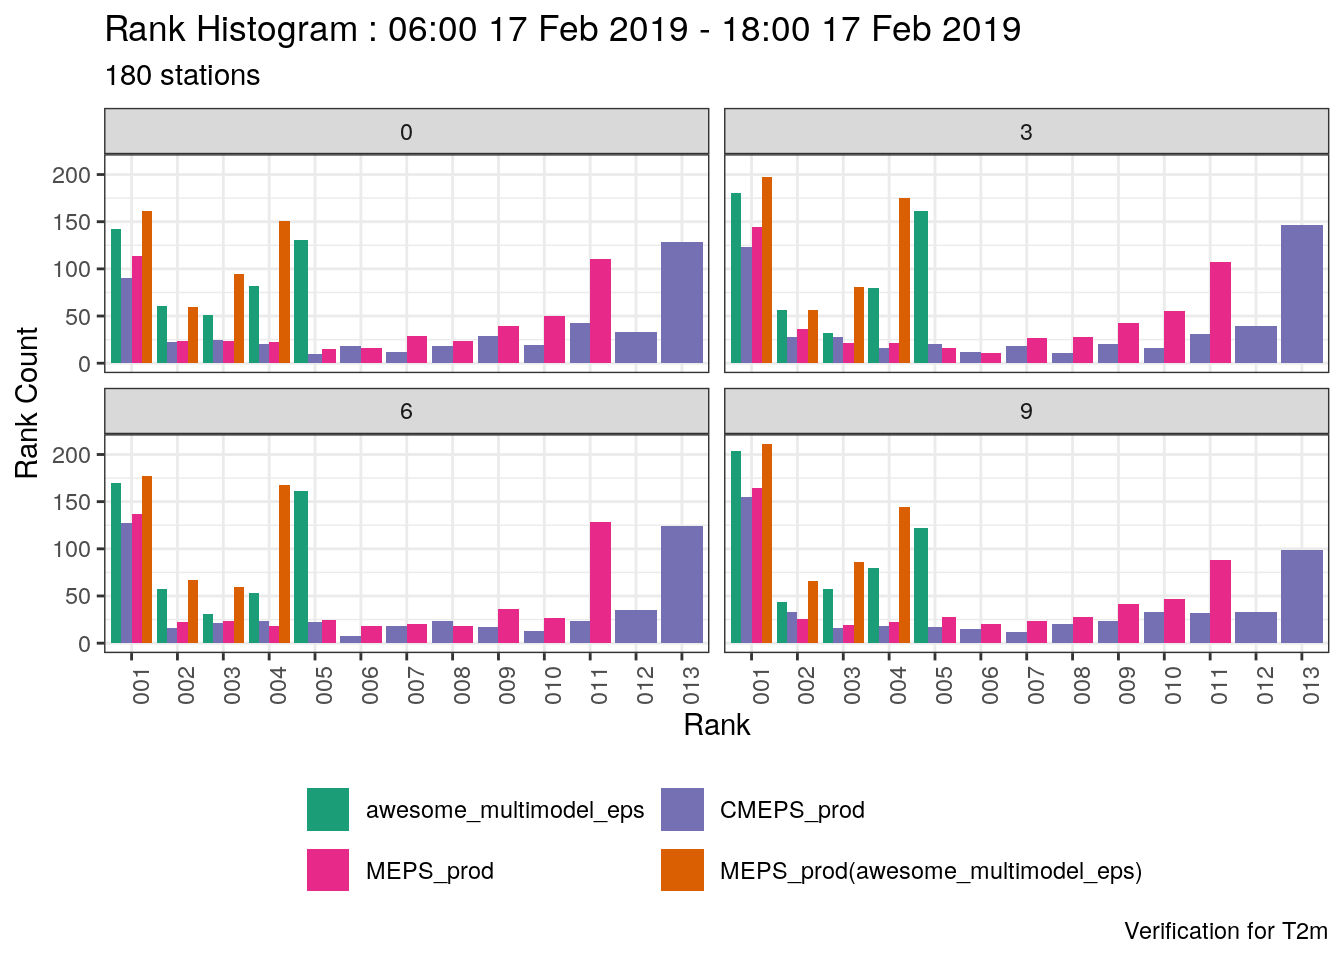 Rank Histogram : 06:00 17 Feb 2019 - 18:00 17 Feb 2019
180 stations
0
3
200
150
100
50
0
6
9
200
150
100
50
0
Rank Count
001 002 003 004 005 006 007 008 009 010 011 012 013
001 002 003 004 005 006 007 008 009 010 011 012 013
Rank
awesome_multimodel_eps
CMEPS_prod
MEPS_prod
MEPS_prod(awesome_multimodel_eps)
Verification for T2m